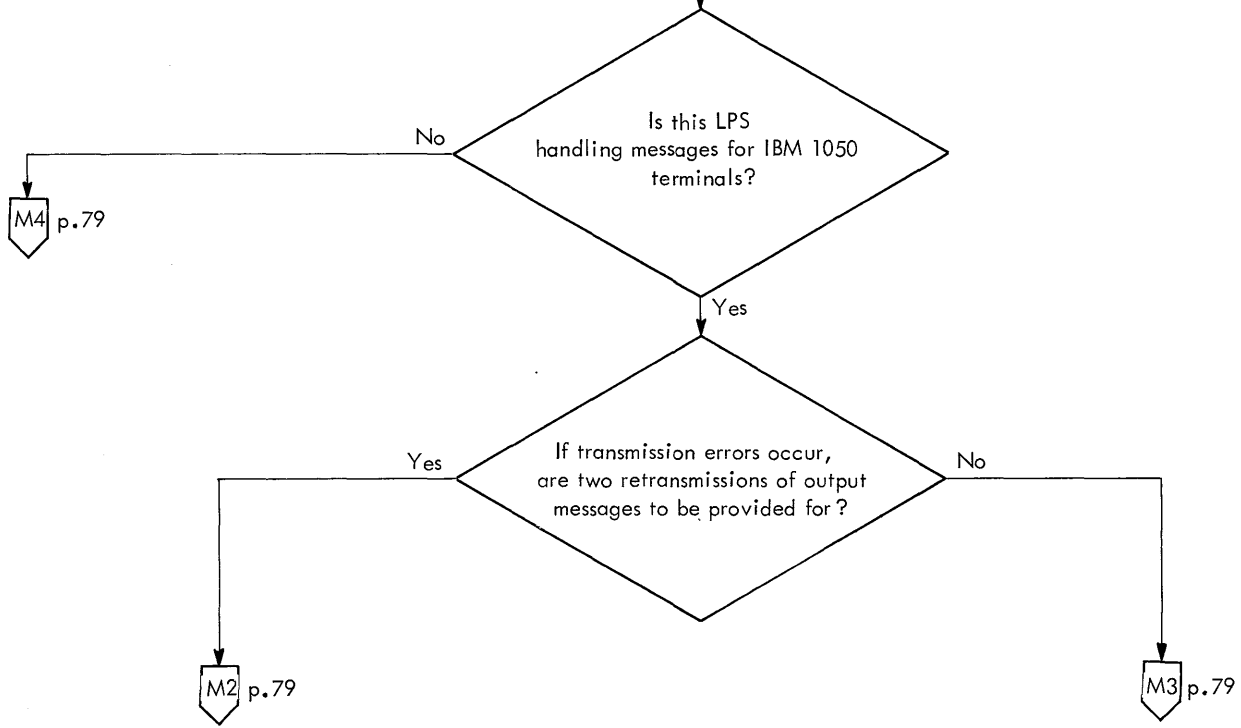 Is this LPS
handling messages for IBM 1050
terminals?
No
M4 p.79
Yes
If transmission errors occur,
are two retransmissions of output
messages to be provided for?
Yes
No
M2 p.79
M3 p.79